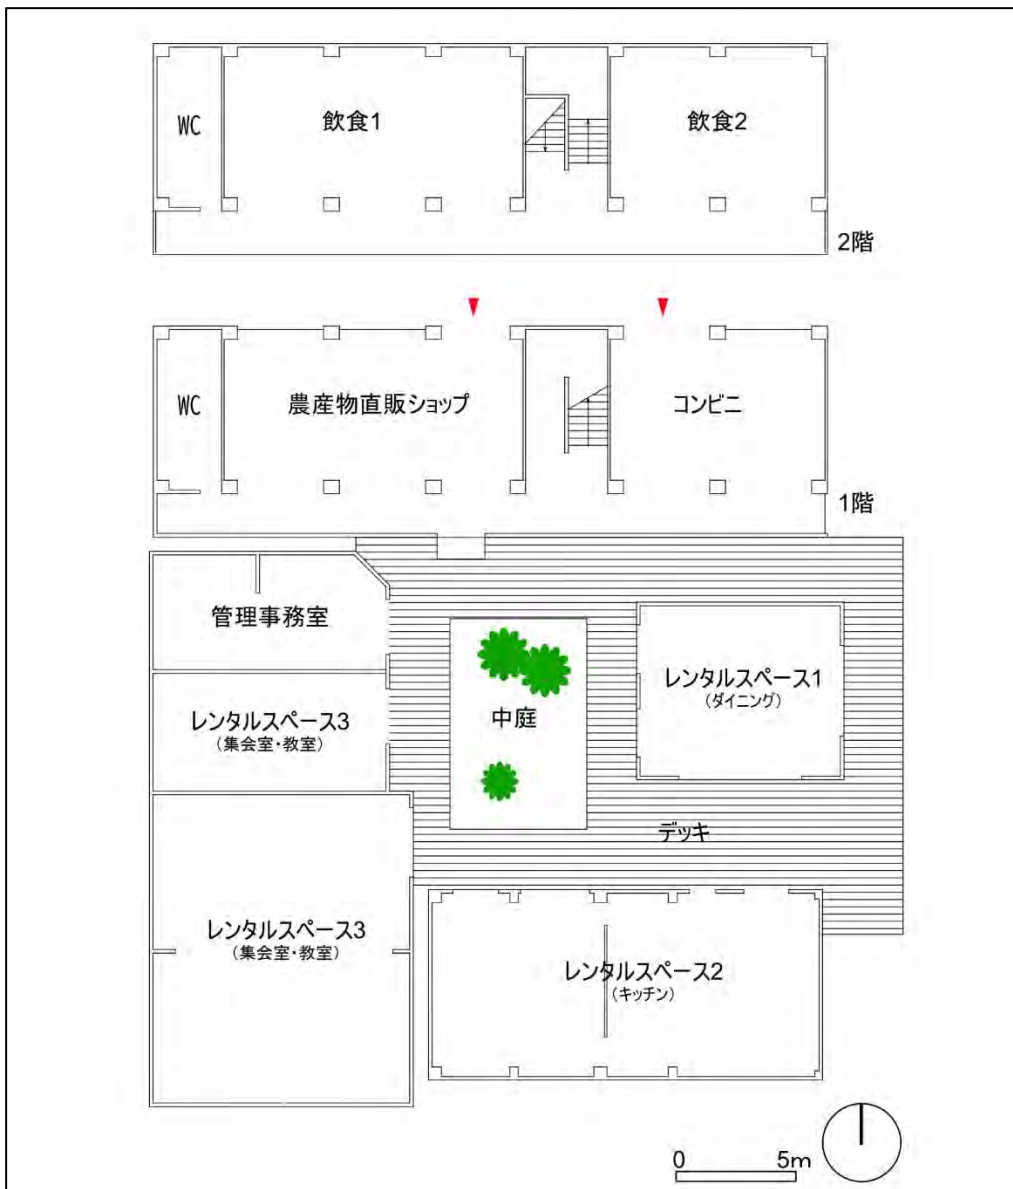 WC
飲食1
飲食2
2階
WC
農産物直販ショップ
コンビニ
1階
管理事務室
レンタルスペース1
(ダイニング)
レンタルスペース3
(集会室・教室)
中庭
デッキ
レンタルスペース3
(集会室・教室)
レンタルスペース2
(キッチン)
0 5m